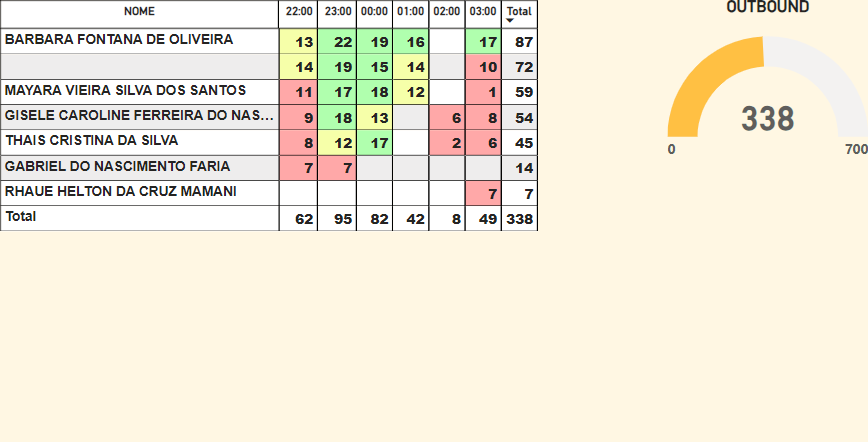 NOME 22:00 23:00 00:00 01:00 02:00 03:00 Total
BARBARA FONTANA DE OLIVEIRA 13 22 19 16 17 87
14 19 15 14 10 72
MAYARA VIEIRA SILVA DOS SANTOS 11 17 18 12 1 59
GISELE CAROLINE FERREIRA DO NAS... 9 18 13 6 8 54
THAIS CRISTINA DA SILVA 8 12 17 2 6 45
GABRIEL DO NASCIMENTO FARIA 7 7 14
RHAUE HELTON DA CRUZ MAMANI 7 7
Total 62 95 82 42 8 49 338
OUTBOUND
338
0 700